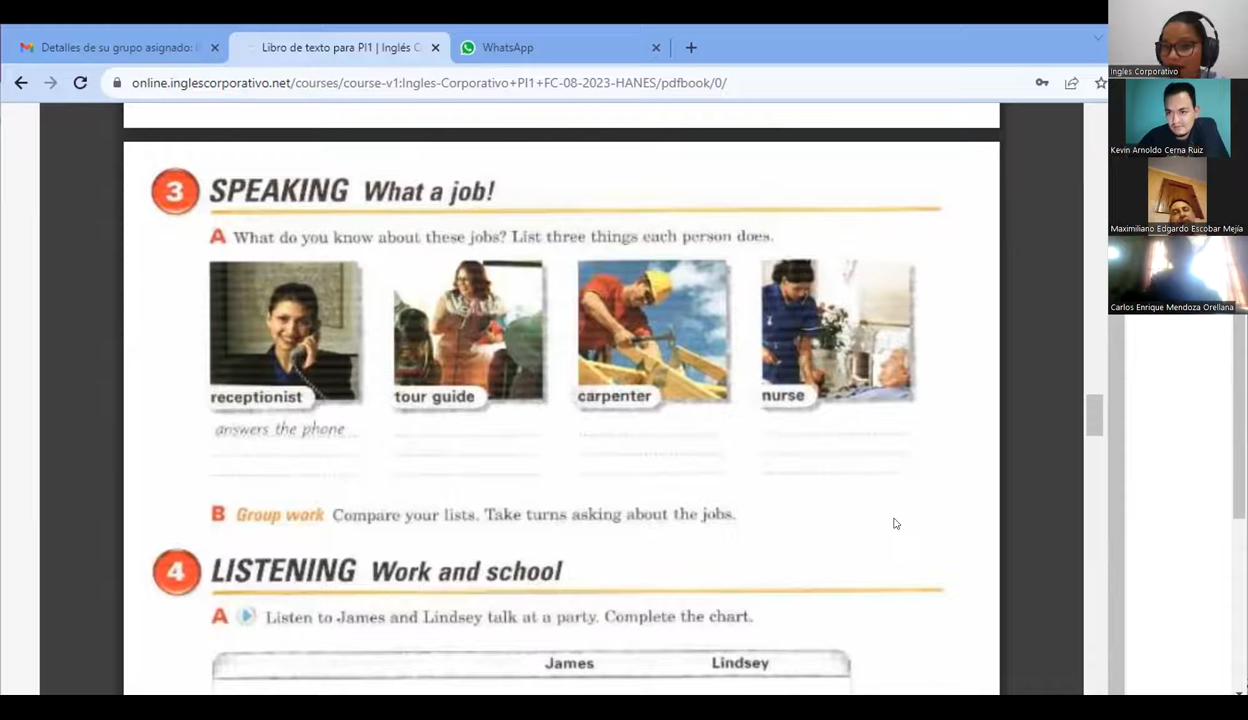 Detalles de su grupo asignado: I
Libro de texto para PI1 | Inglés C
WhatsApp
online.inglescorporativo.net/courses/course-v1:Ingles-Corporativo+PI1+FC-08-2023-HANES/pdfbook/0/
Ingles Corporativo
Kevin Arnoldo Cerna Ruiz
Maximiliano Edgardo Escobar Mejía
Carlos Enrique Mendoza Orellana
3 SPEAKING What a job!
A What do you know about these jobs? List three things each person does.
receptionist tour guide carpenter nurse
answers the phone
B Group work Compare your lists. Take turns asking about the jobs.
4 LISTENING Work and school
A Listen to James and Lindsey talk at a party. Complete the chart.
James Lindsey